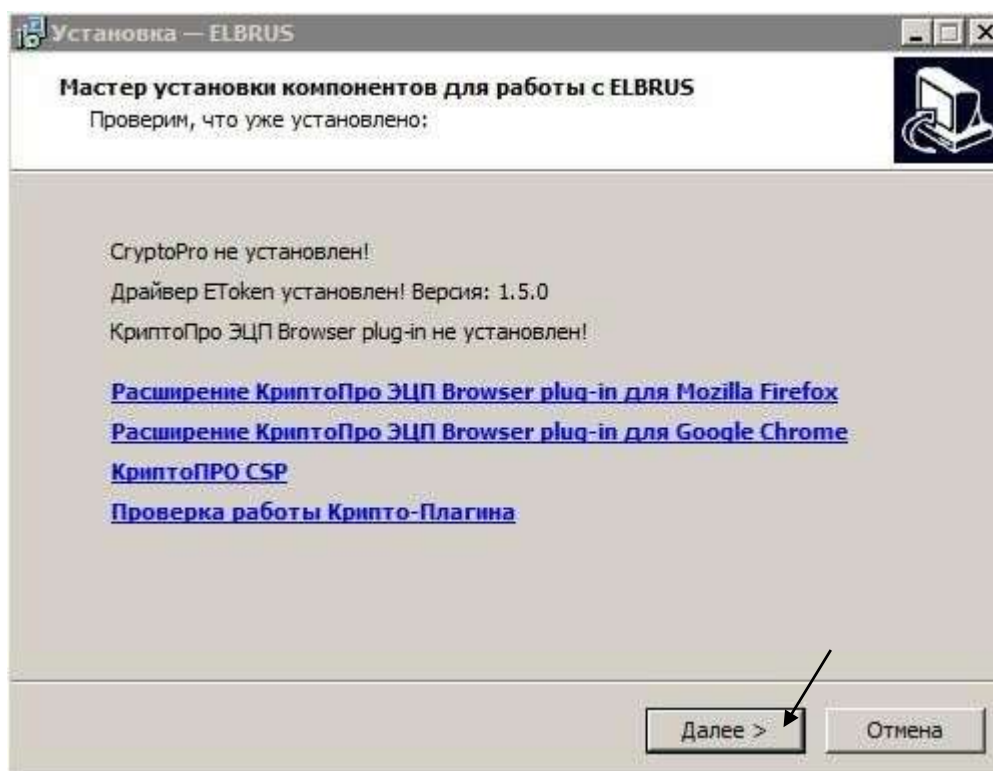 Установка — ELBRUS
Мастер установки компонентов для работы с ELBRUS
Проверим, что уже установлено:
CryptoPro не установлен!
Драйвер EToken установлен! Версия: 1.5.0
КриптоПро ЭЦП Browser plug-in не установлен!
Расширение КриптоПро ЭЦП Browser plug-in для Mozilla Firefox
Расширение КриптоПро ЭЦП Browser plug-in для Google Chrome
КриптоПРО CSP
Проверка работы Крипто-Плагина
Далее >
Отмена